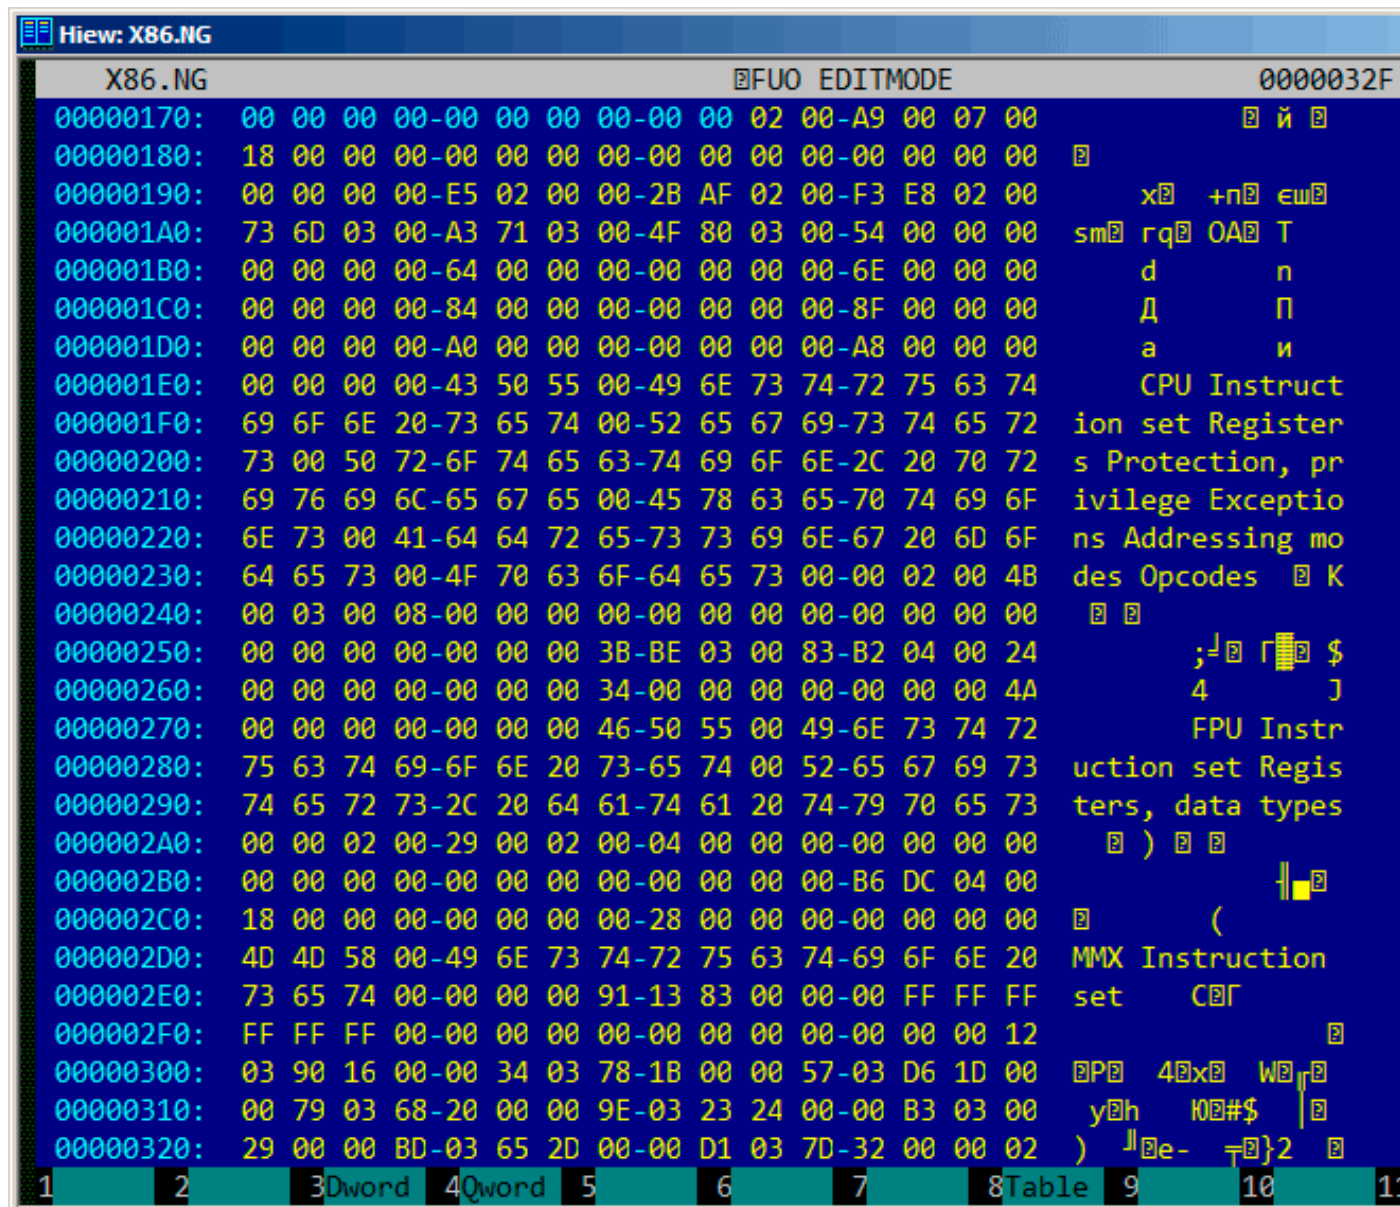 Hiew: X86.NG
X86.NG FUO EDITMODE 0000032F
00000170: 00 00 00 00-00 00 00 00-00 00 02 00-A9 00 07 00 й
00000180: 18 00 00 00-00 00 00 00-00 00 00 00-00 00 00 00
00000190: 00 00 00 00-E5 02 00 00-2B AF 02 00-F3 E8 02 00 х +п єш
000001A0: 73 6D 03 00-A3 71 03 00-4F 80 03 00-54 00 00 00 sm гq OА T
000001B0: 00 00 00 00-64 00 00 00-00 00 00 00-6E 00 00 00 d n
000001C0: 00 00 00 00-84 00 00 00-00 00 00 00-8F 00 00 00 Д П
000001D0: 00 00 00 00-A0 00 00 00-00 00 00 00-A8 00 00 00 а и
000001E0: 00 00 00 00-43 50 55 00-49 6E 73 74-72 75 63 74 CPU Instruct
000001F0: 69 6F 6E 20-73 65 74 00-52 65 67 69-73 74 65 72 ion set Register
00000200: 73 00 50 72-6F 74 65 63-74 69 6F 6E-2C 20 70 72 s Protection, pr
00000210: 69 76 69 6C-65 67 65 00-45 78 63 65-70 74 69 6F ivilege Exceptio
00000220: 6E 73 00 41-64 64 72 65-73 73 69 6E-67 20 6D 6F ns Addressing mo
00000230: 64 65 73 00-4F 70 63 6F-64 65 73 00-00 02 00 4B des Opcodes K
00000240: 00 03 00 08-00 00 00 00-00 00 00 00-00 00 00 00
00000250: 00 00 00 00-00 00 00 3B-BE 03 00 83-B2 04 00 24 ;╛ Г▓ $
00000260: 00 00 00 00-00 00 00 34-00 00 00 00-00 00 00 4A 4 J
00000270: 00 00 00 00-00 00 00 46-50 55 00 49-6E 73 74 72 FPU Instr
00000280: 75 63 74 69-6F 6E 20 73-65 74 00 52-65 67 69 73 uction set Regis
00000290: 74 65 72 73-2C 20 64 61-74 61 20 74-79 70 65 73 ters, data types
000002A0: 00 00 02 00-29 00 02 00-04 00 00 00-00 00 00 00 )
000002B0: 00 00 00 00-00 00 00 00-00 00 00 00-B6 DC 04 00 ╢▄
000002C0: 18 00 00 00-00 00 00 00-28 00 00 00-00 00 00 00 (
000002D0: 4D 4D 58 00-49 6E 73 74-72 75 63 74-69 6F 6E 20 MMX Instruction
000002E0: 73 65 74 00-00 00 00 91-13 83 00 00-00 FF FF FF set СГ
000002F0: FF FF FF 00-00 00 00 00-00 00 00 00-00 00 00 12
00000300: 03 90 16 00-00 34 03 78-1B 00 00 57-03 D6 1D 00 Р 4x W╓
00000310: 00 79 03 68-20 00 00 9E-03 23 24 00-00 B3 03 00 yh Ю#$ │
00000320: 29 00 00 BD-03 65 2D 00-00 D1 03 7D-32 00 00 02 ) ╜e- ╤}2
1 2 3Dword 4Qword 5 6 7 8Table 9 10 11